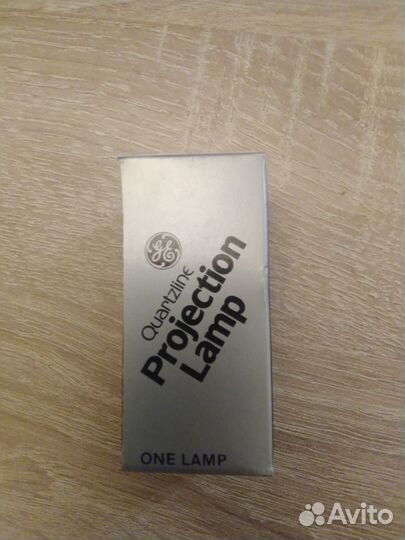 GE
Quartzline
Projection
Lamp
ONE LAMP
Avito